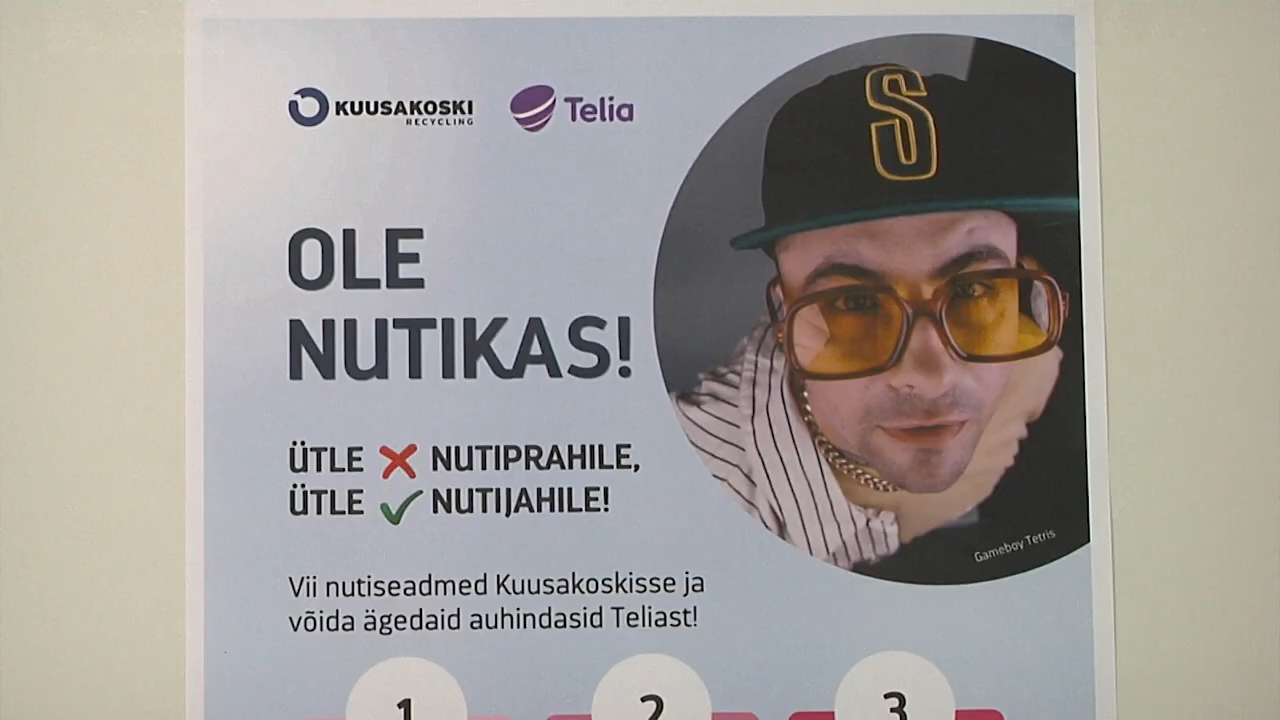 KUUSAKOSKI
RECYCLING
Telia
S
OLE
NUTIKAS!
ÜTLE ❌ NUTIPRAHILE,
ÜTLE ✔ NUTIJAHILE!
Gameboy Tetris
Vii nutiseadmed Kuusakoskisse ja
võida ägedaid auhindasid Teliast!
1 2 3